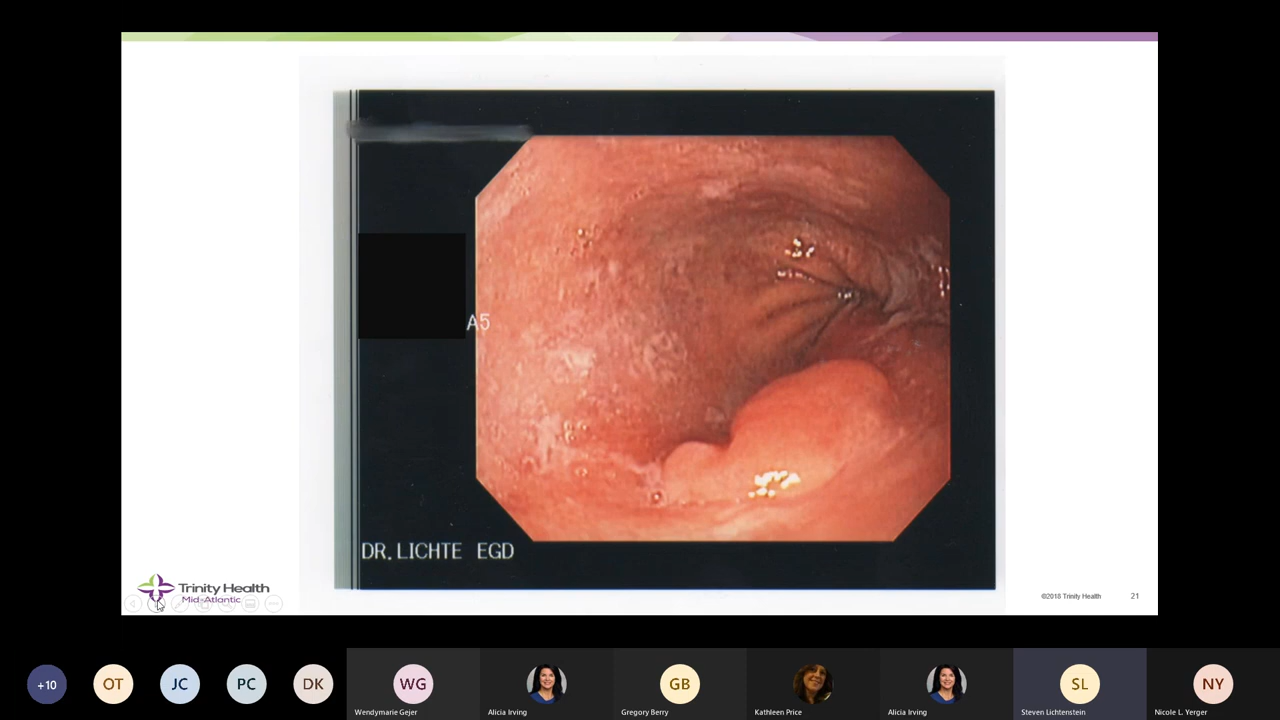 A5
DR. LICHTE EGD
Trinity Health
Mid-Atlantic
©2018 Trinity Health
21
+10
OT
JC
PC
DK
WG
GB
SL
NY
Wendymarie Gejer
Alicia Irving
Gregory Berry
Kathleen Price
Alicia Irving
Steven Lichtenstein
Nicole L. Yerger